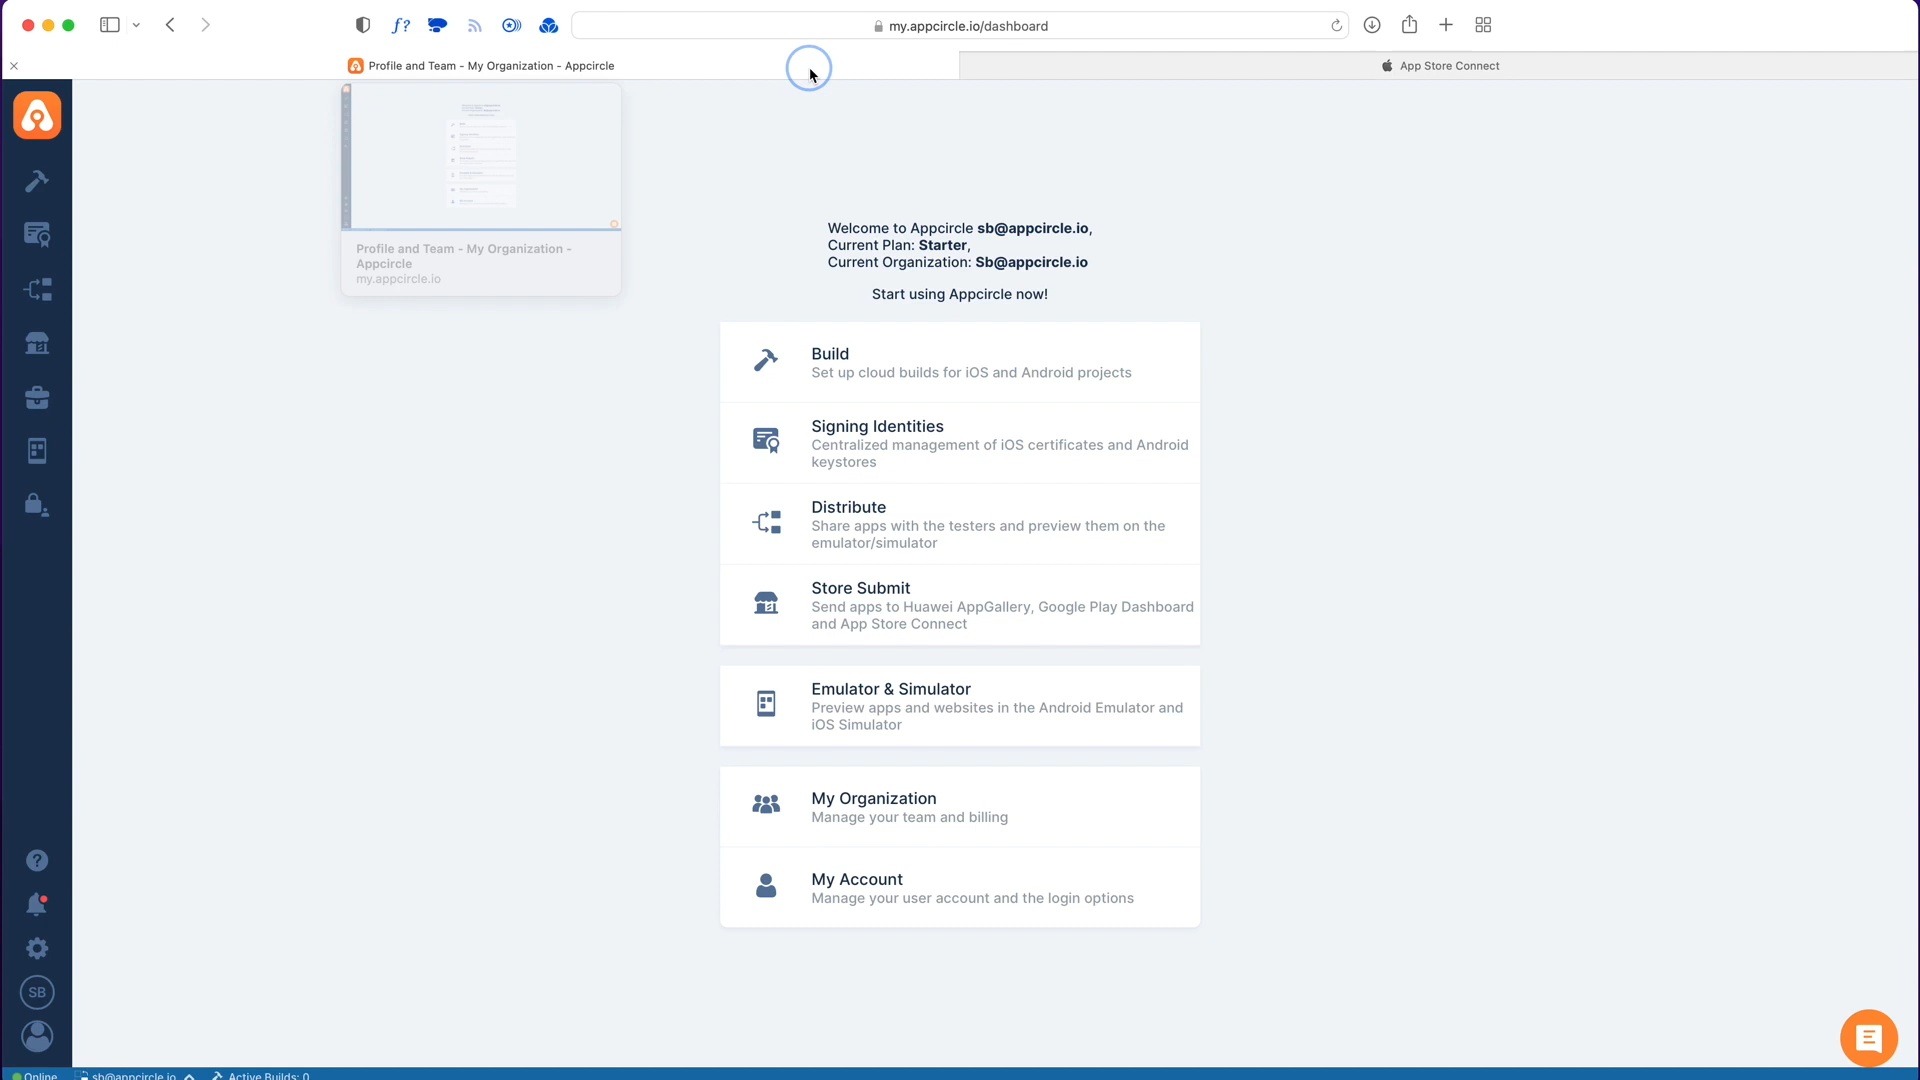 my.appcircle.io/dashboard
Profile and Team - My Organization - Appcircle
App Store Connect
Profile and Team - My Organization -
Appcircle
my.appcircle.io
Welcome to Appcircle sb@appcircle.io,
Current Plan: Starter,
Current Organization: Sb@appcircle.io
Start using Appcircle now!
Build
Set up cloud builds for iOS and Android projects
Signing Identities
Centralized management of iOS certificates and Android
keystores
Distribute
Share apps with the testers and preview them on the
emulator/simulator
Store Submit
Send apps to Huawei AppGallery, Google Play Dashboard
and App Store Connect
Emulator & Simulator
Preview apps and websites in the Android Emulator and
iOS Simulator
My Organization
Manage your team and billing
My Account
Manage your user account and the login options
SB
Online
sb@appcircle.io
Active Builds: 0